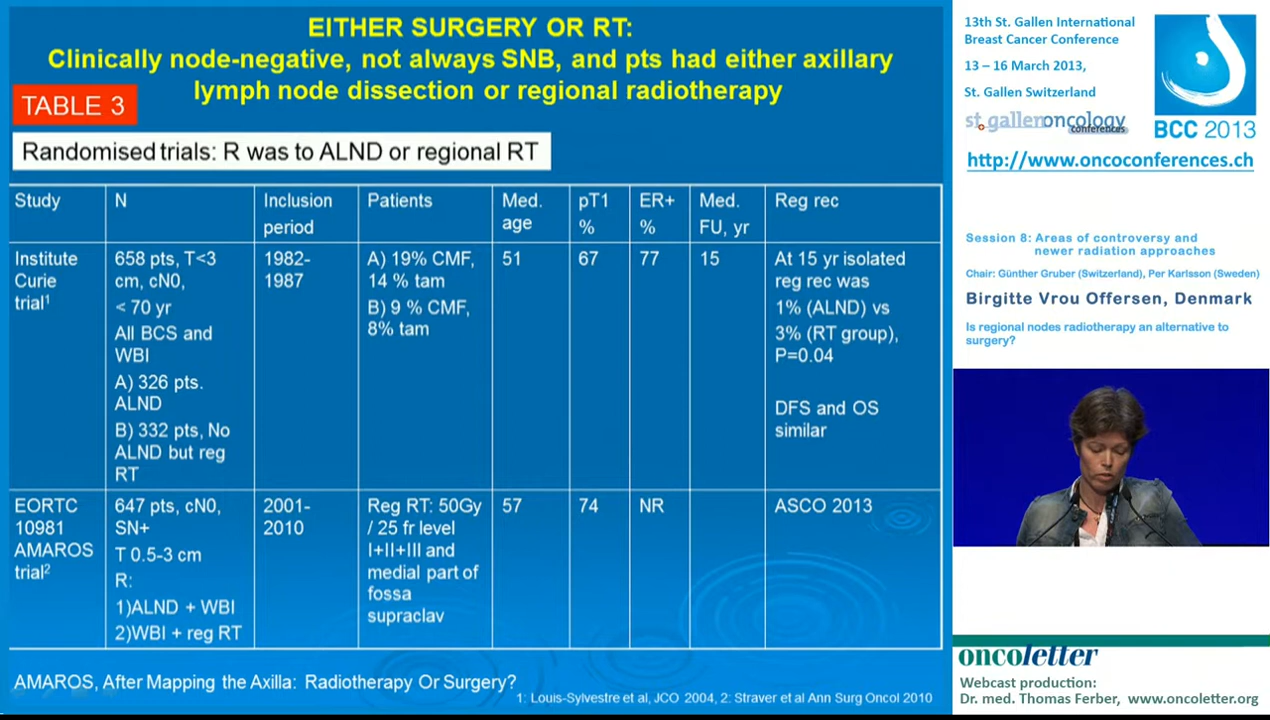 EITHER SURGERY OR RT:
Clinically node-negative, not always SNB, and pts had either axillary
lymph node dissection or regional radiotherapy
TABLE 3
Randomised trials: R was to ALND or regional RT
Study
N
Inclusion
period
Patients
Med.
age
pT1
%
ER+
%
Med.
FU, yr
Reg rec
Institute
Curie
trial¹
658 pts, T<3
cm, cN0,
< 70 yr
All BCS and
WBI
A) 326 pts.
ALND
B) 332 pts, No
ALND but reg
RT
1982-
1987
A) 19% CMF,
14 % tam
B) 9 % CMF,
8% tam
51
67
77
15
At 15 yr isolated
reg rec was
1% (ALND) vs
3% (RT group),
P=0.04
DFS and OS
similar
EORTC
10981
AMAROS
trial²
647 pts, cN0,
SN+
T 0.5-3 cm
R:
1)ALND + WBI
2)WBI + reg RT
2001-
2010
Reg RT: 50Gy
/ 25 fr level
I+II+III and
medial part of
fossa
supraclav
57
74
NR
ASCO 2013
AMAROS, After Mapping the Axilla: Radiotherapy Or Surgery?
1: Louis-Sylvestre et al, JCO 2004, 2: Straver et al Ann Surg Oncol 2010
13th St. Gallen International
Breast Cancer Conference
13 – 16 March 2013,
St. Gallen Switzerland
st.gallenoncology
conferences
BCC 2013
http://www.oncoconferences.ch
Session 8: Areas of controversy and
newer radiation approaches
Chair: Günther Gruber (Switzerland), Per Karlsson (Sweden)
Birgitte Vrou Offersen, Denmark
Is regional nodes radiotherapy an alternative to
surgery?
oncoletter
Webcast production:
Dr. med. Thomas Ferber, www.oncoletter.org